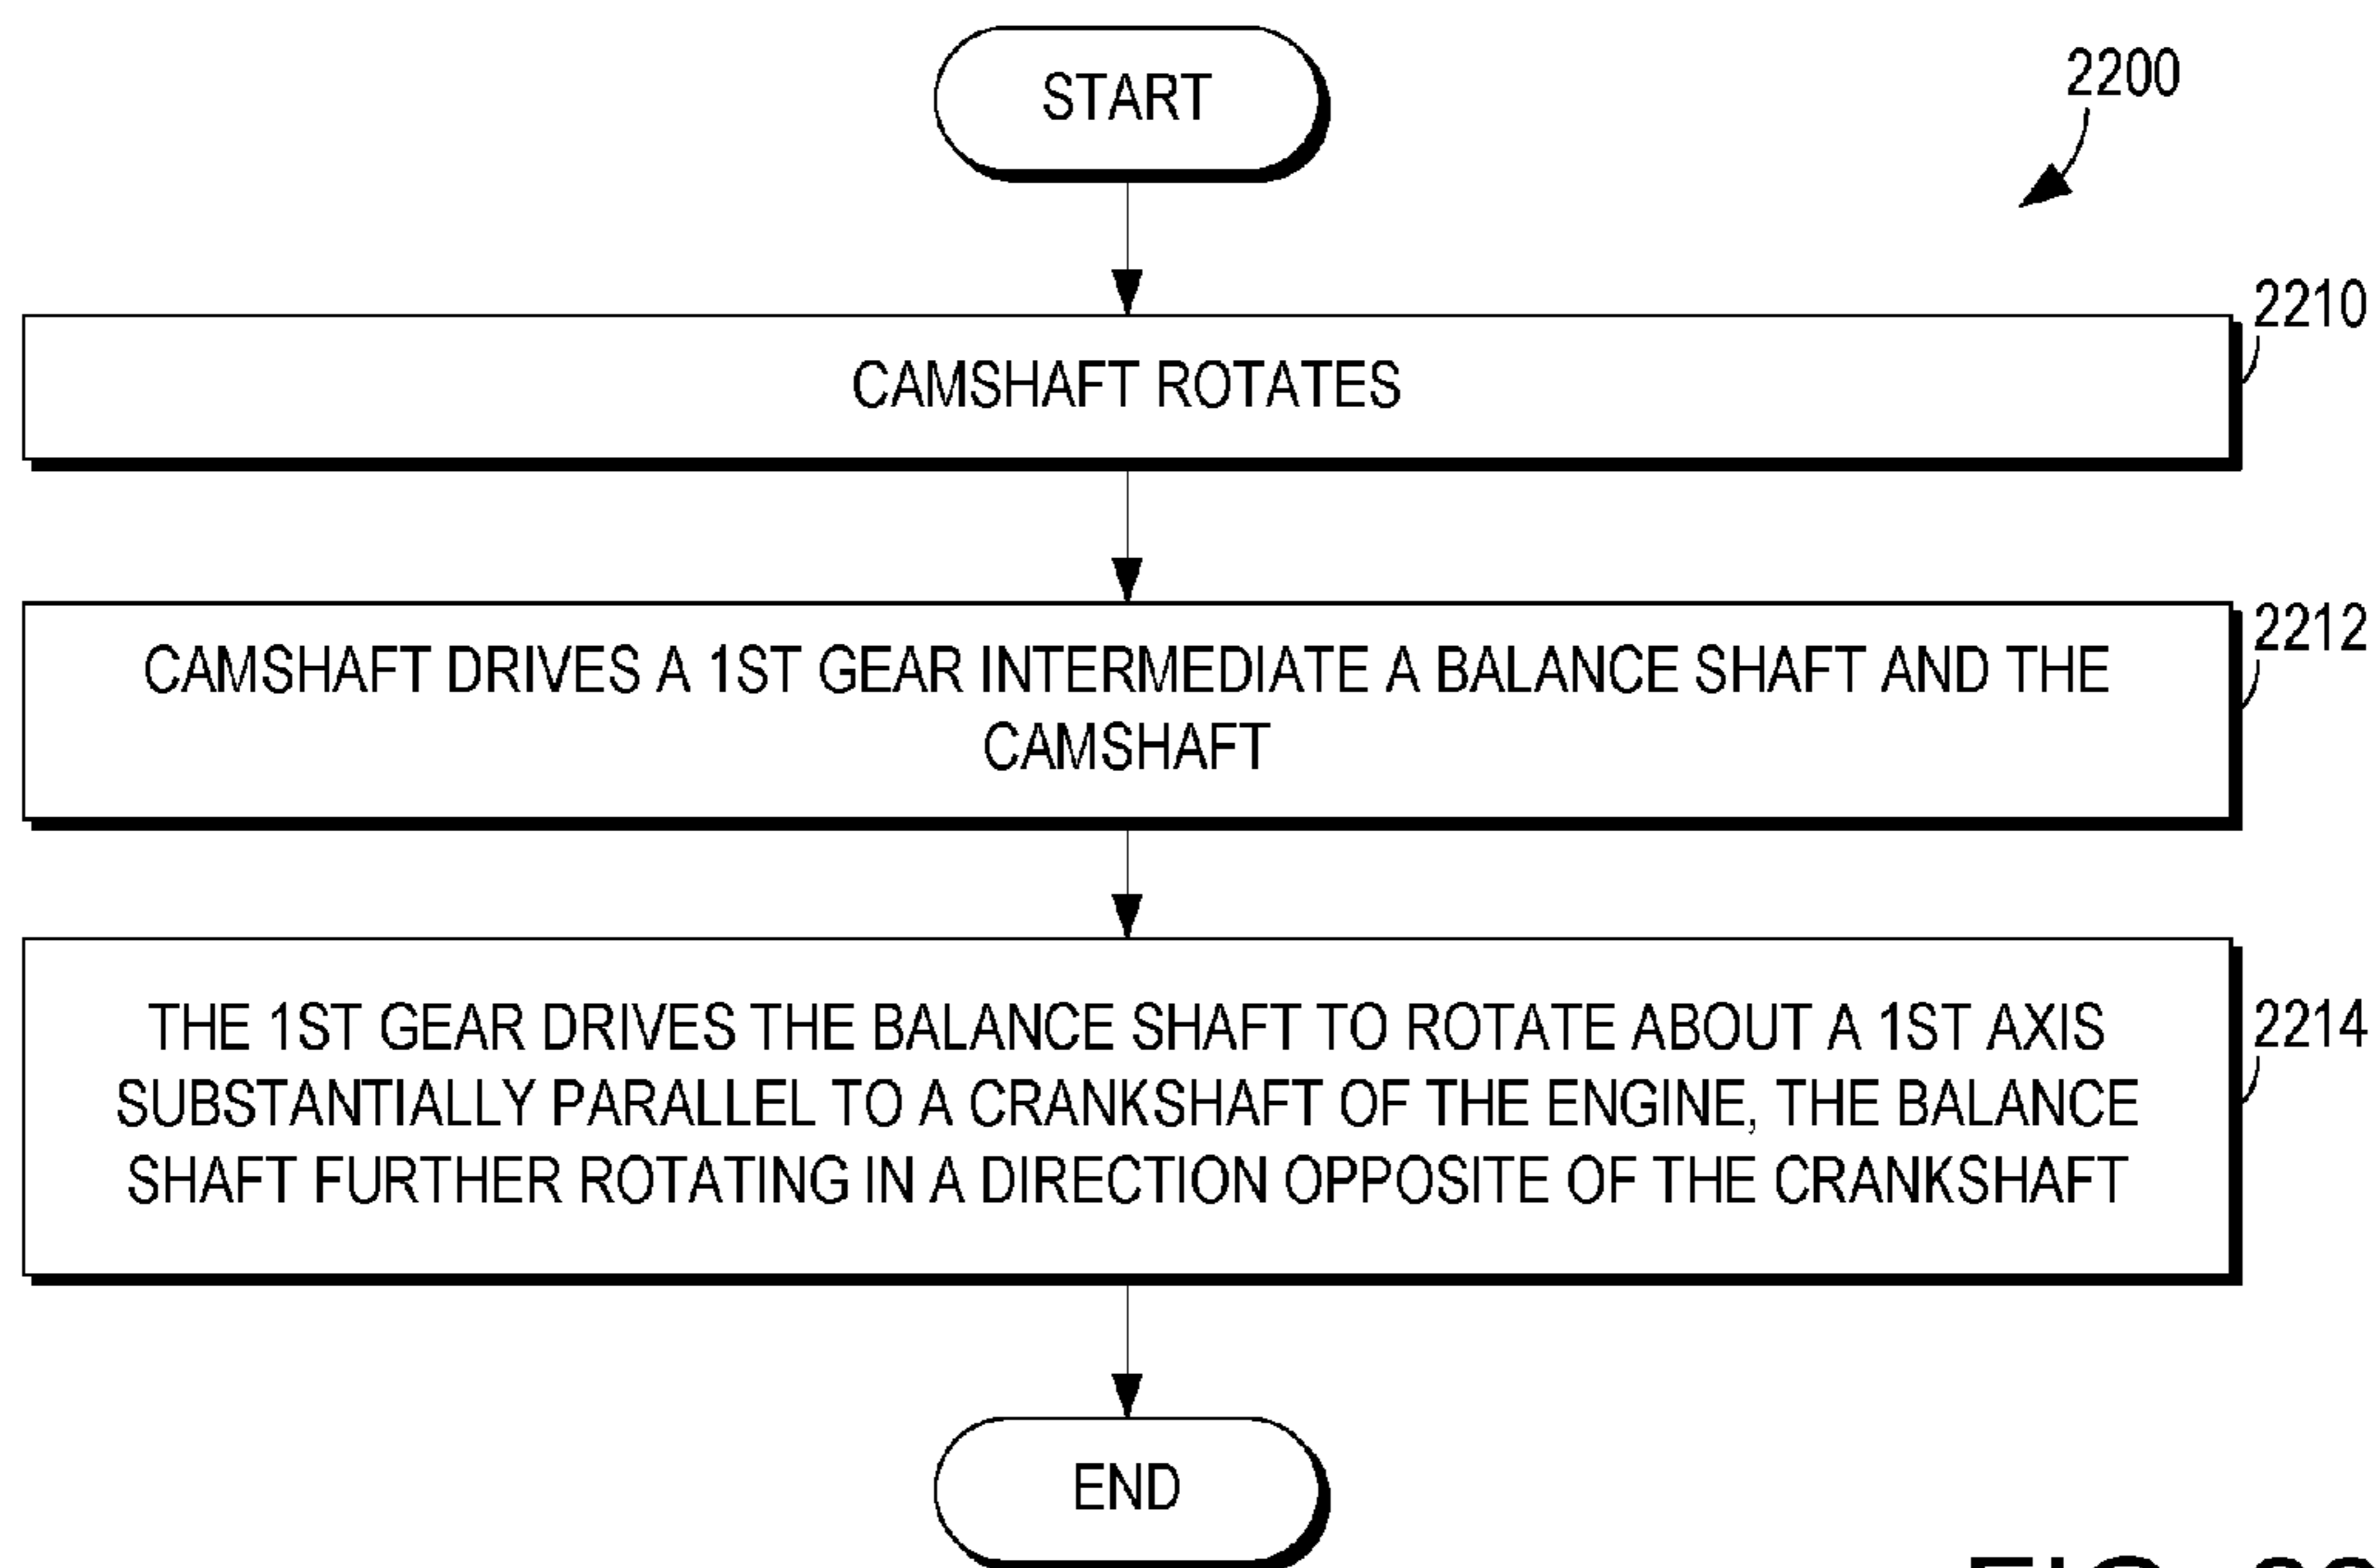 START
2200
2210
CAMSHAFT ROTATES
2212
CAMSHAFT DRIVES A 1ST GEAR INTERMEDIATE A BALANCE SHAFT AND THE
CAMSHAFT
2214
THE 1ST GEAR DRIVES THE BALANCE SHAFT TO ROTATE ABOUT A 1ST AXIS
SUBSTANTIALLY PARALLEL TO A CRANKSHAFT OF THE ENGINE, THE BALANCE
SHAFT FURTHER ROTATING IN A DIRECTION OPPOSITE OF THE CRANKSHAFT
END